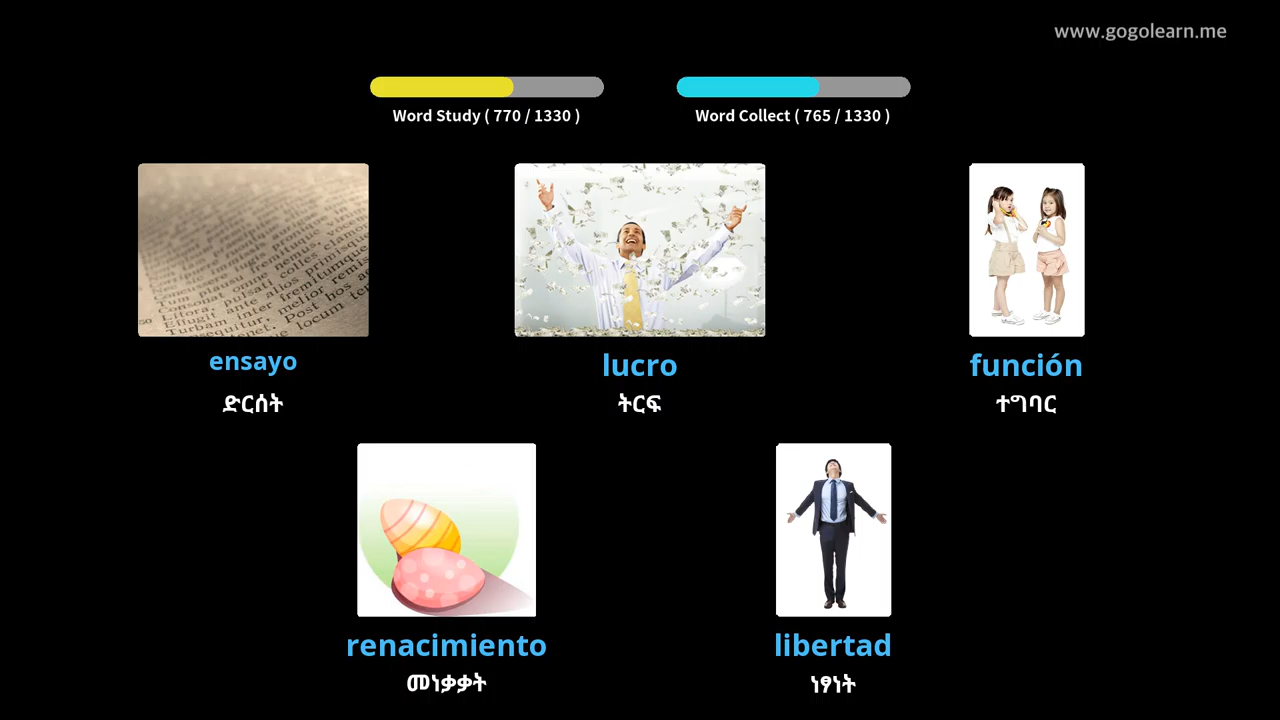 www.gogolearn.me
Word Study ( 770 / 1330 )
Word Collect ( 765 / 1330 )
ensayo
ድርሰት
lucro
ትርፍ
función
ተግባር
renacimiento
መነቃቃት
libertad
ነፃነት